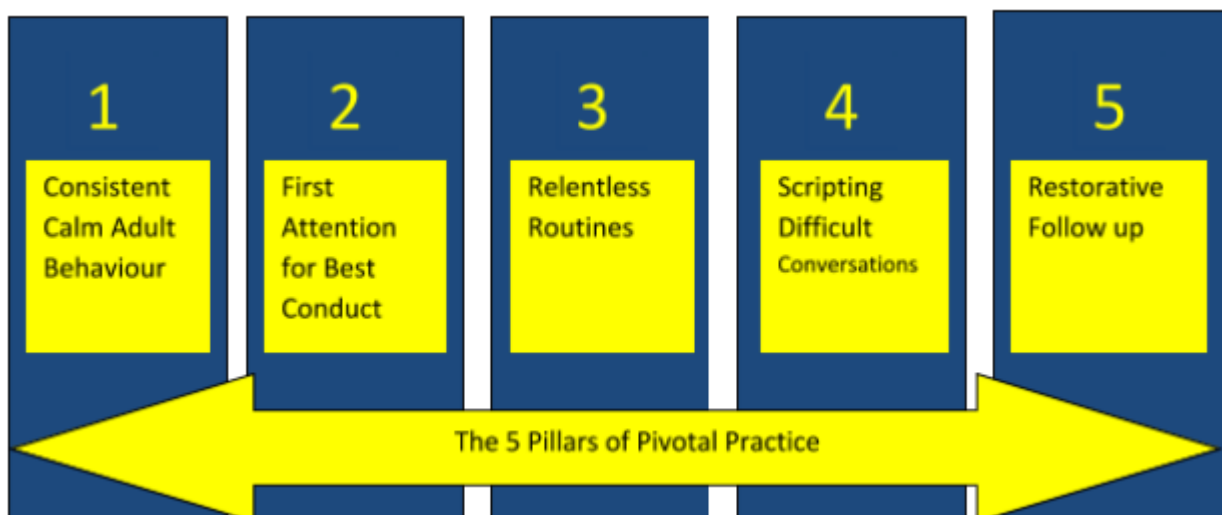 1
Consistent
Calm Adult
Behaviour
2
First
Attention
for Best
Conduct
3
Relentless
Routines
4
Scripting
Difficult
Conversations
5
Restorative
Follow up
The 5 Pillars of Pivotal Practice